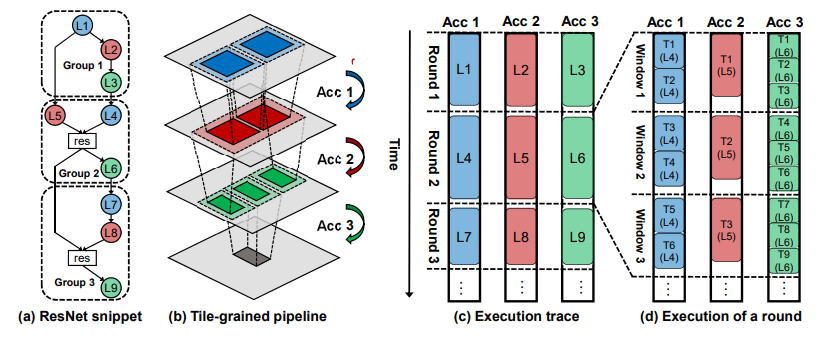 L1
L2
Group 1
L3
L5
L4
res
Group 2
L6
L7
L8
res
Group 3
L9
(a) ResNet snippet
r
Acc 1
Acc 2
Acc 3
(b) Tile-grained pipeline
Time
Acc 1 Acc 2 Acc 3
Round 1
L1 L2 L3
Round 2
L4 L5 L6
Round 3
L7 L8 L9
⋮ ⋮ ⋮
(c) Execution trace
Acc 1 Acc 2 Acc 3
Window 1
T1
(L4)
T2
(L4)
T1
(L5)
T1
(L6)
T2
(L6)
T3
(L6)
Window 2
T3
(L4)
T4
(L4)
T2
(L5)
T4
(L6)
T5
(L6)
T6
(L6)
Window 3
T5
(L4)
T6
(L4)
T3
(L5)
T7
(L6)
T8
(L6)
T9
(L6)
⋮ ⋮ ⋮
(d) Execution of a round